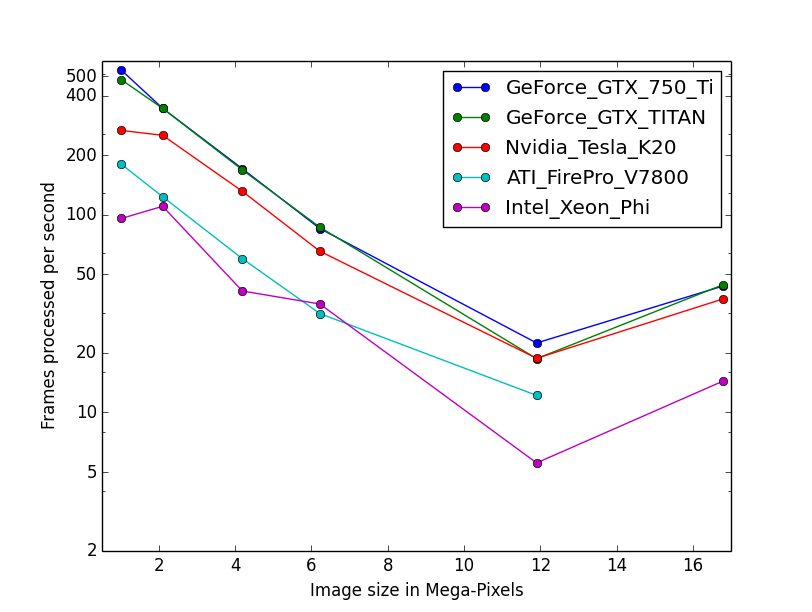 500
400
200
100
50
20
10
5
2
Frames processed per second
GeForce_GTX_750_Ti
GeForce_GTX_TITAN
Nvidia_Tesla_K20
ATI_FirePro_V7800
Intel_Xeon_Phi
2 4 6 8 10 12 14 16
Image size in Mega-Pixels